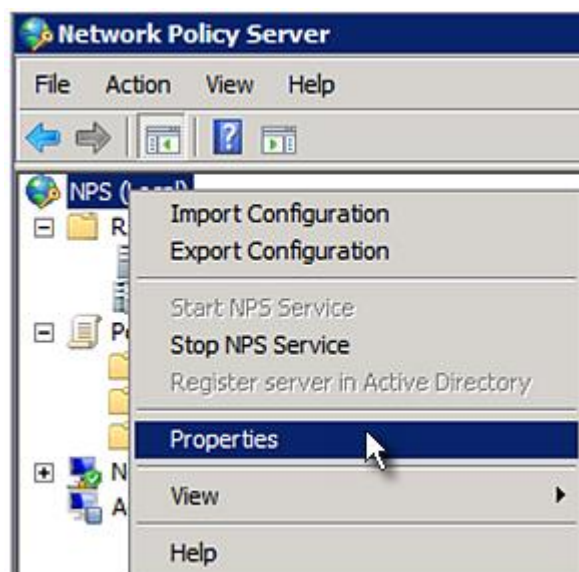 Network Policy Server
File Action View Help
NPS (Local)
Import Configuration
R
Export Configuration
Start NPS Service
Stop NPS Service
Register server in Active Directory
Properties
N
View
A
Help